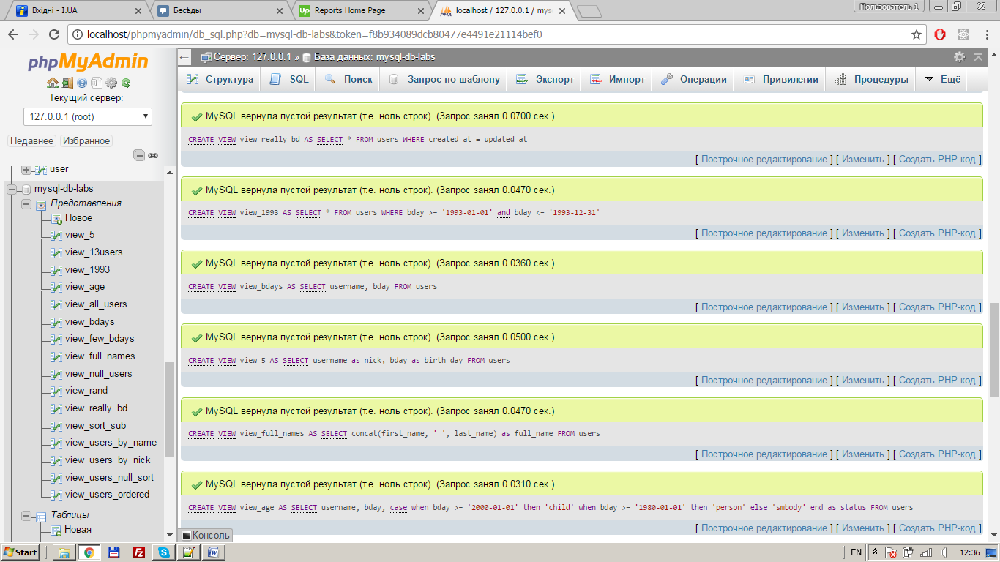 Вхідні - I.UA
Бесѣды
Reports Home Page
localhost / 127.0.0.1 / mys
Пользователь 1
localhost/phpmyadmin/db_sql.php?db=mysql-db-labs&token=f8b934089dcb80477e4491e21114bef0
phpMyAdmin
Текущий сервер:
127.0.0.1 (root)
Недавнее Избранное
user
mysql-db-labs
Представления
Новое
view_5
view_13users
view_1993
view_age
view_all_users
view_bdays
view_few_bdays
view_full_names
view_null_users
view_rand
view_really_bd
view_sort_sub
view_users_by_name
view_users_by_nick
view_users_null_sort
view_users_ordered
Таблицы
Новая
Сервер: 127.0.0.1 » База данных: mysql-db-labs
Структура SQL Поиск Запрос по шаблону Экспорт Импорт Операции Привилегии Процедуры Ещё
MySQL вернула пустой результат (т.е. ноль строк). (Запрос занял 0.0700 сек.)
CREATE VIEW view_really_bd AS SELECT * FROM users WHERE created_at = updated_at
[ Построчное редактирование ] [ Изменить ] [ Создать PHP-код ]
MySQL вернула пустой результат (т.е. ноль строк). (Запрос занял 0.0470 сек.)
CREATE VIEW view_1993 AS SELECT * FROM users WHERE bday >= '1993-01-01' and bday <= '1993-12-31'
[ Построчное редактирование ] [ Изменить ] [ Создать PHP-код ]
MySQL вернула пустой результат (т.е. ноль строк). (Запрос занял 0.0360 сек.)
CREATE VIEW view_bdays AS SELECT username, bday FROM users
[ Построчное редактирование ] [ Изменить ] [ Создать PHP-код ]
MySQL вернула пустой результат (т.е. ноль строк). (Запрос занял 0.0500 сек.)
CREATE VIEW view_5 AS SELECT username as nick, bday as birth_day FROM users
[ Построчное редактирование ] [ Изменить ] [ Создать PHP-код ]
MySQL вернула пустой результат (т.е. ноль строк). (Запрос занял 0.0470 сек.)
CREATE VIEW view_full_names AS SELECT concat(first_name, ' ', last_name) as full_name FROM users
[ Построчное редактирование ] [ Изменить ] [ Создать PHP-код ]
MySQL вернула пустой результат (т.е. ноль строк). (Запрос занял 0.0310 сек.)
CREATE VIEW view_age AS SELECT username, bday, case when bday >= '2000-01-01' then 'child' when bday >= '1980-01-01' then 'person' else 'smbody' end as status FROM users
[ Построчное редактирование ] [ Изменить ] [ Создать PHP-код ]
Консоль
Start
EN
12:36